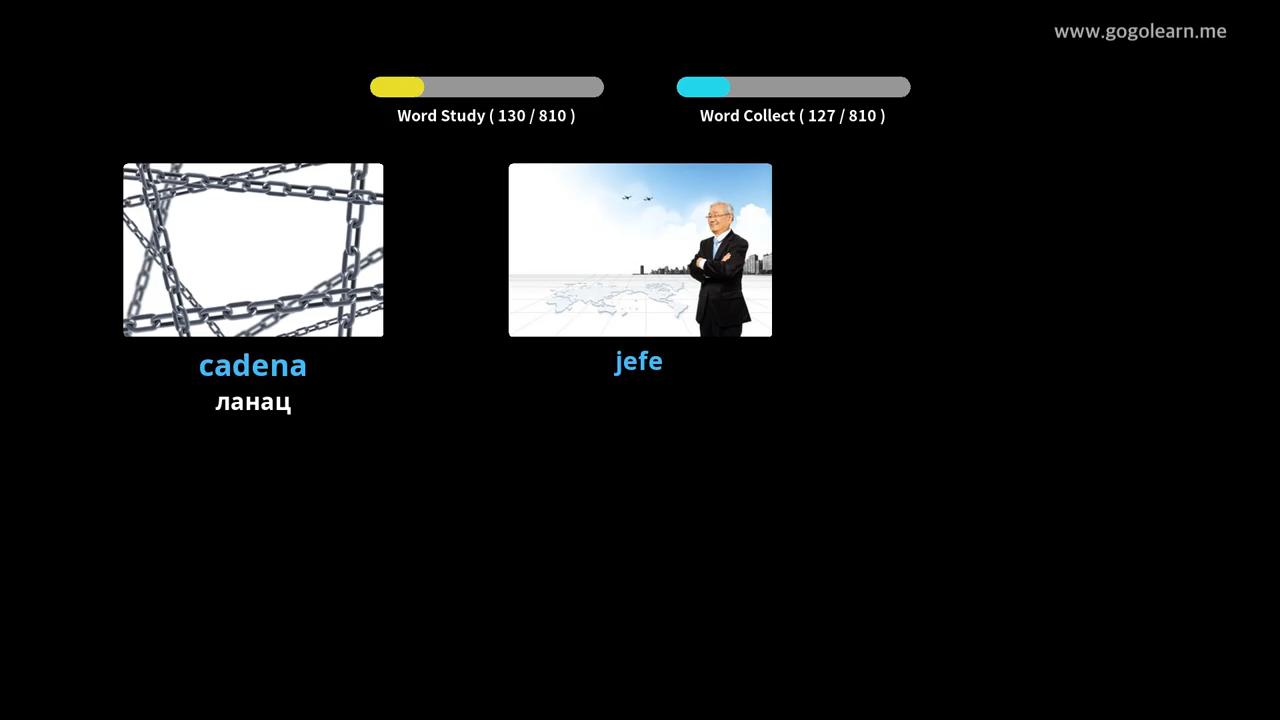 www.gogolearn.me
Word Study ( 130 / 810 )
Word Collect ( 127 / 810 )
cadena
ланац
jefe